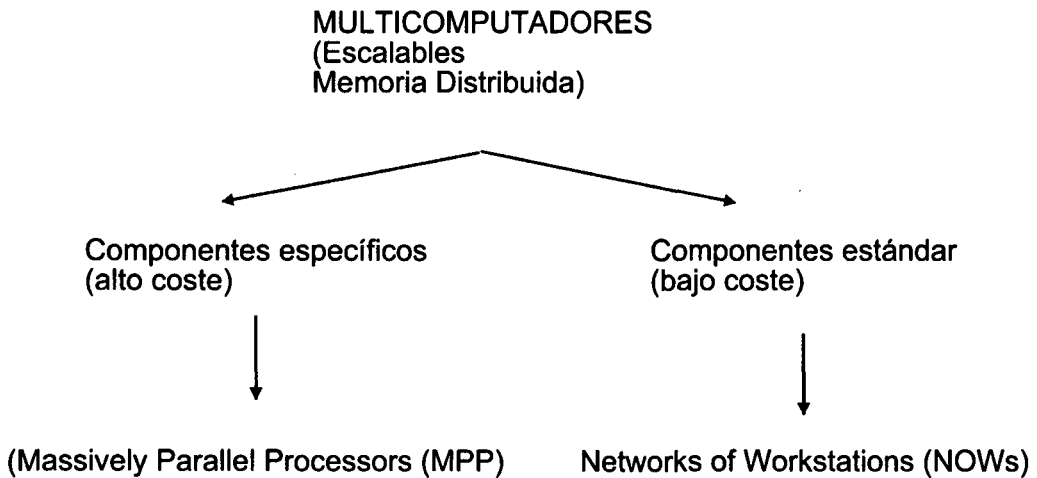 MULTICOMPUTADORES
(Escalables
Memoria Distribuida)
Componentes específicos
(alto coste)
Componentes estándar
(bajo coste)
(Massively Parallel Processors (MPP)
Networks of Workstations (NOWs)